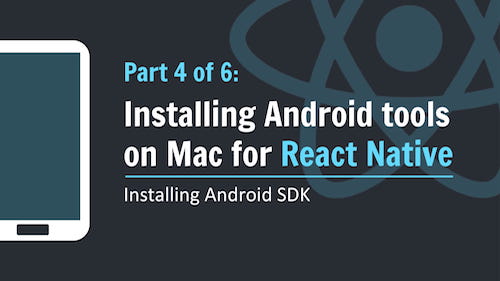 Part 4 of 6:
Installing Android tools
on Mac for React Native
Installing Android SDK